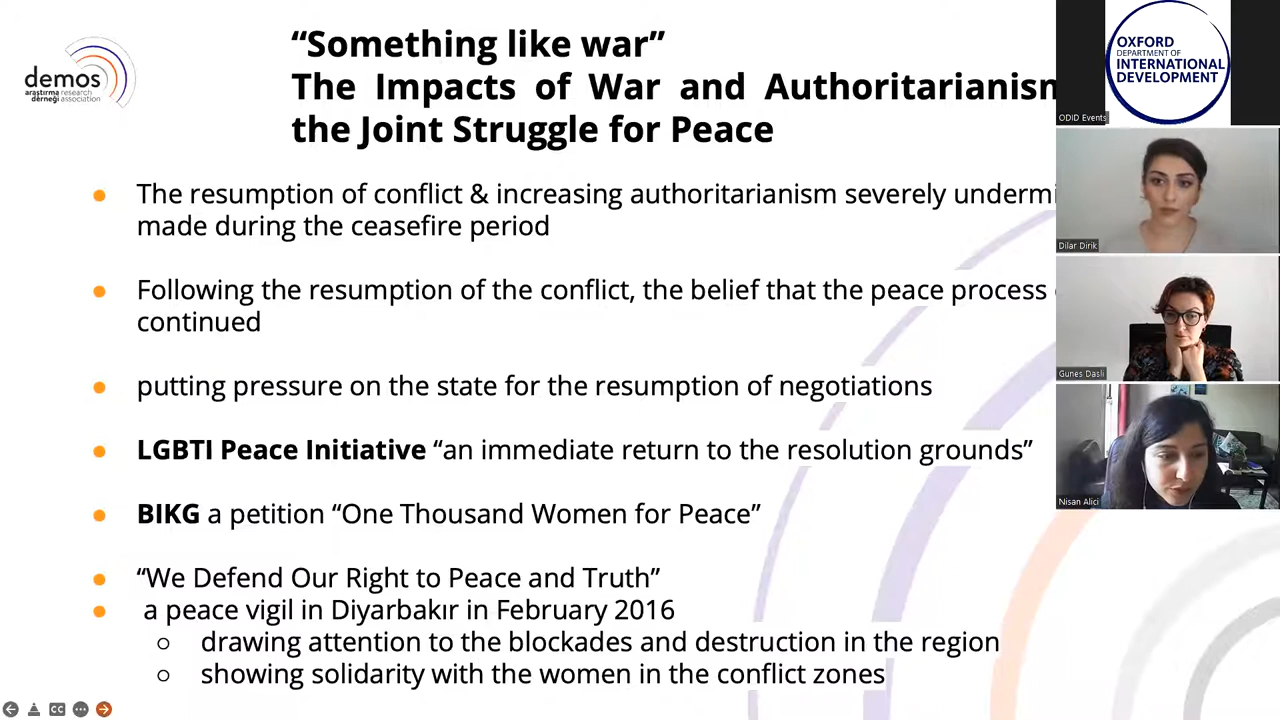 demos
araştırma research
derneği association
“Something like war”
The Impacts of War and Authoritarianism
the Joint Struggle for Peace
The resumption of conflict & increasing authoritarianism severely undermi
made during the ceasefire period
Following the resumption of the conflict, the belief that the peace process
continued
putting pressure on the state for the resumption of negotiations
LGBTI Peace Initiative “an immediate return to the resolution grounds”
BIKG a petition “One Thousand Women for Peace”
“We Defend Our Right to Peace and Truth”
a peace vigil in Diyarbakır in February 2016
drawing attention to the blockades and destruction in the region
showing solidarity with the women in the conflict zones
OXFORD
DEPARTMENT OF
INTERNATIONAL
DEVELOPMENT
ODID Events
Dilar Dirik
Gunes Dasli
Nisan Alici
CC